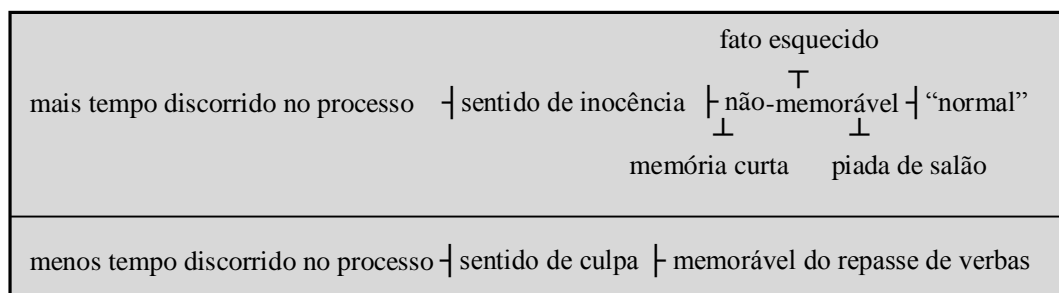 fato esquecido
┬
mais tempo discorrido no processo ┤sentido de inocência ├ não-memorável ┤“normal”
┴ ┴
memória curta piada de salão
menos tempo discorrido no processo ┤ sentido de culpa ├ memorável do repasse de verbas